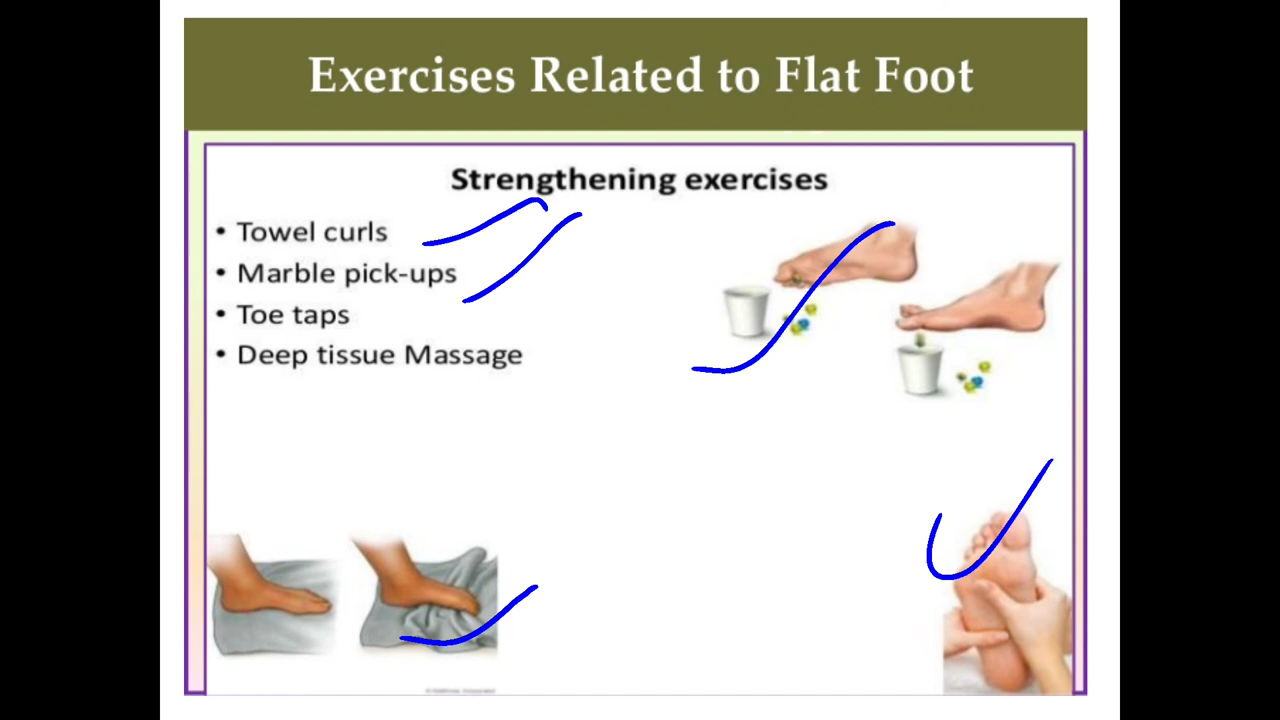 Exercises Related to Flat Foot
Strengthening exercises
• Towel curls
• Marble pick-ups
• Toe taps
• Deep tissue Massage